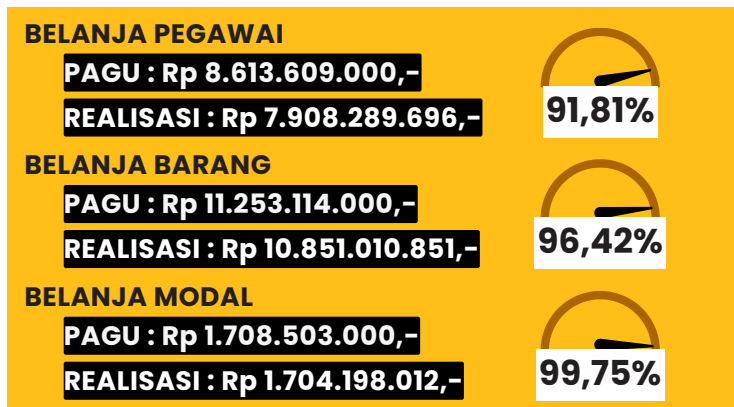 BELANJA PEGAWAI
PAGU : Rp 8.613.609.000,-
REALISASI : Rp 7.908.289.696,-
91,81%
BELANJA BARANG
PAGU : Rp 11.253.114.000,-
REALISASI : Rp 10.851.010.851,-
96,42%
BELANJA MODAL
PAGU : Rp 1.708.503.000,-
REALISASI : Rp 1.704.198.012,-
99,75%